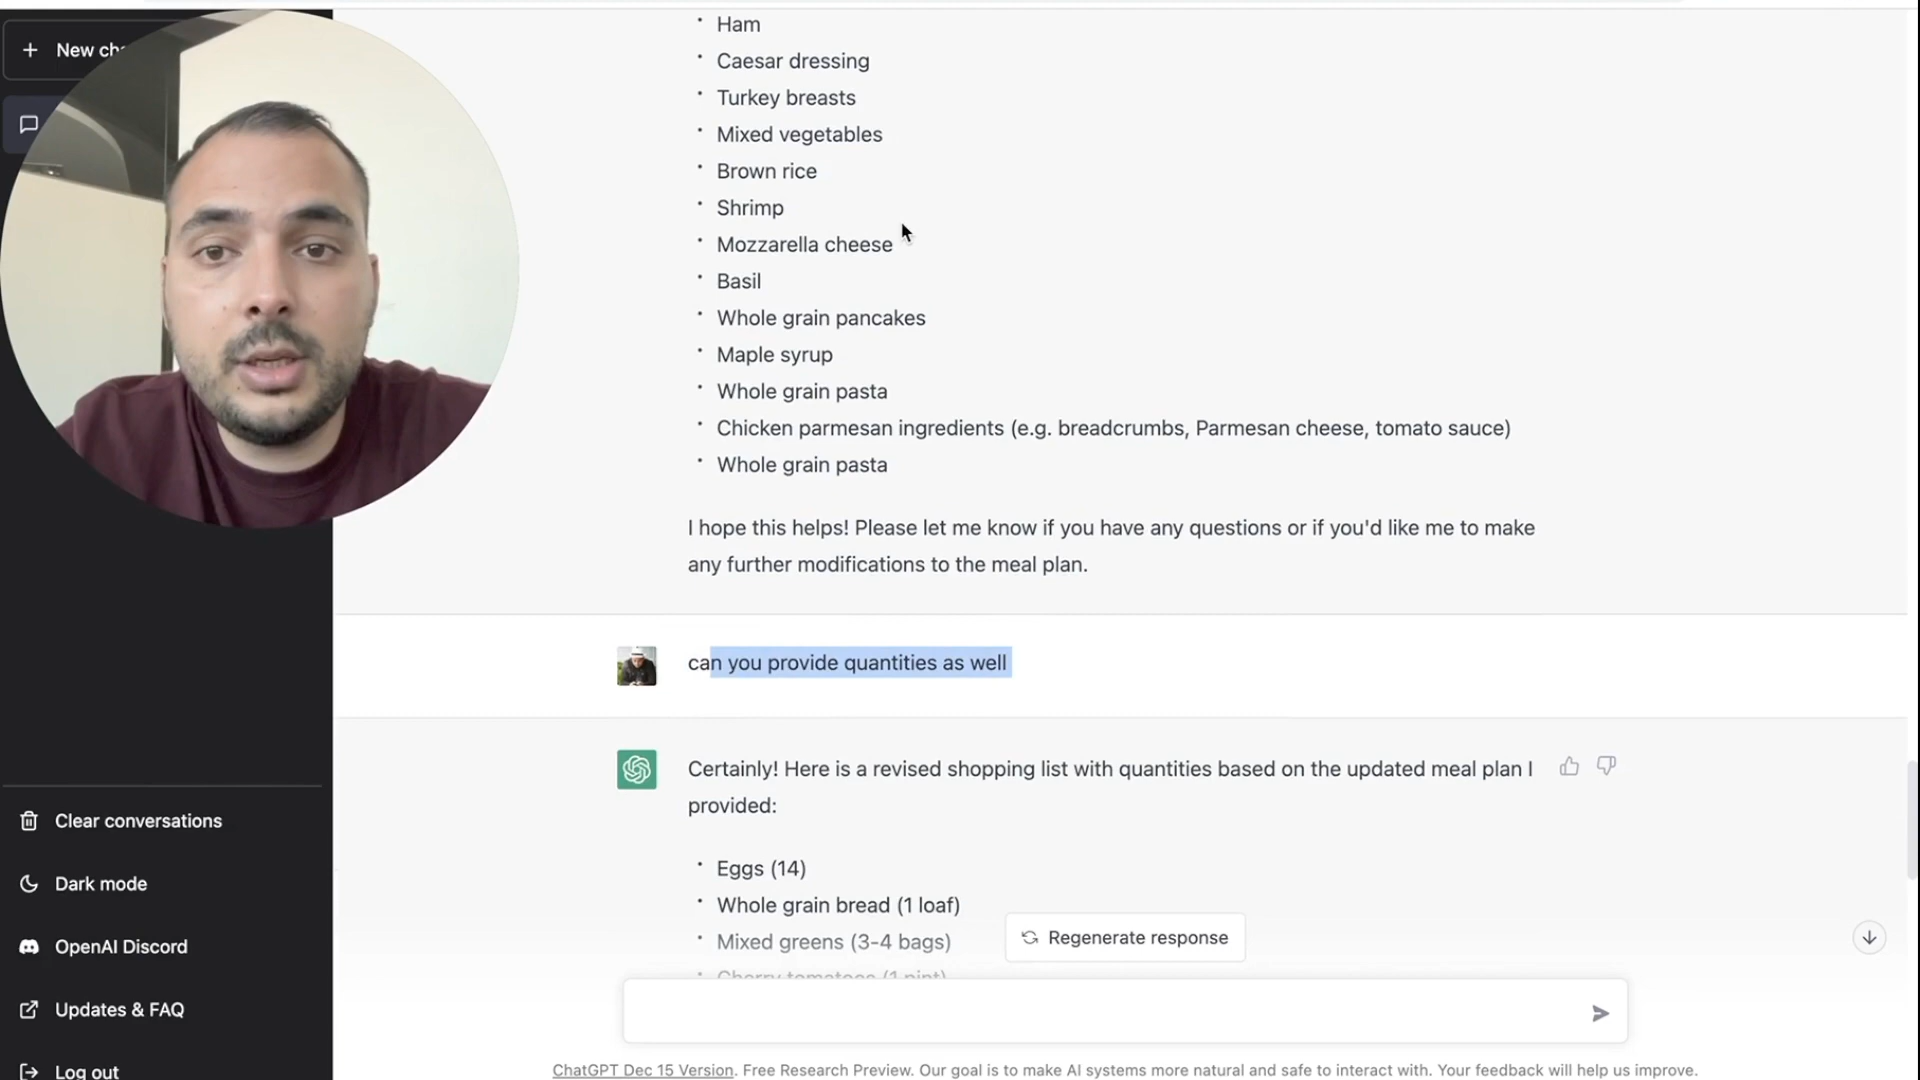 New ch
Ham
Caesar dressing
Turkey breasts
Mixed vegetables
Brown rice
Shrimp
Mozzarella cheese
Basil
Whole grain pancakes
Maple syrup
Whole grain pasta
Chicken parmesan ingredients (e.g. breadcrumbs, Parmesan cheese, tomato sauce)
Whole grain pasta
I hope this helps! Please let me know if you have any questions or if you'd like me to make
any further modifications to the meal plan.
can you provide quantities as well
Certainly! Here is a revised shopping list with quantities based on the updated meal plan I
provided:
Eggs (14)
Whole grain bread (1 loaf)
Mixed greens (3-4 bags)
Cherry tomatoes (1 pint)
Regenerate response
Clear conversations
Dark mode
OpenAI Discord
Updates & FAQ
Log out
ChatGPT Dec 15 Version. Free Research Preview. Our goal is to make AI systems more natural and safe to interact with. Your feedback will help us improve.